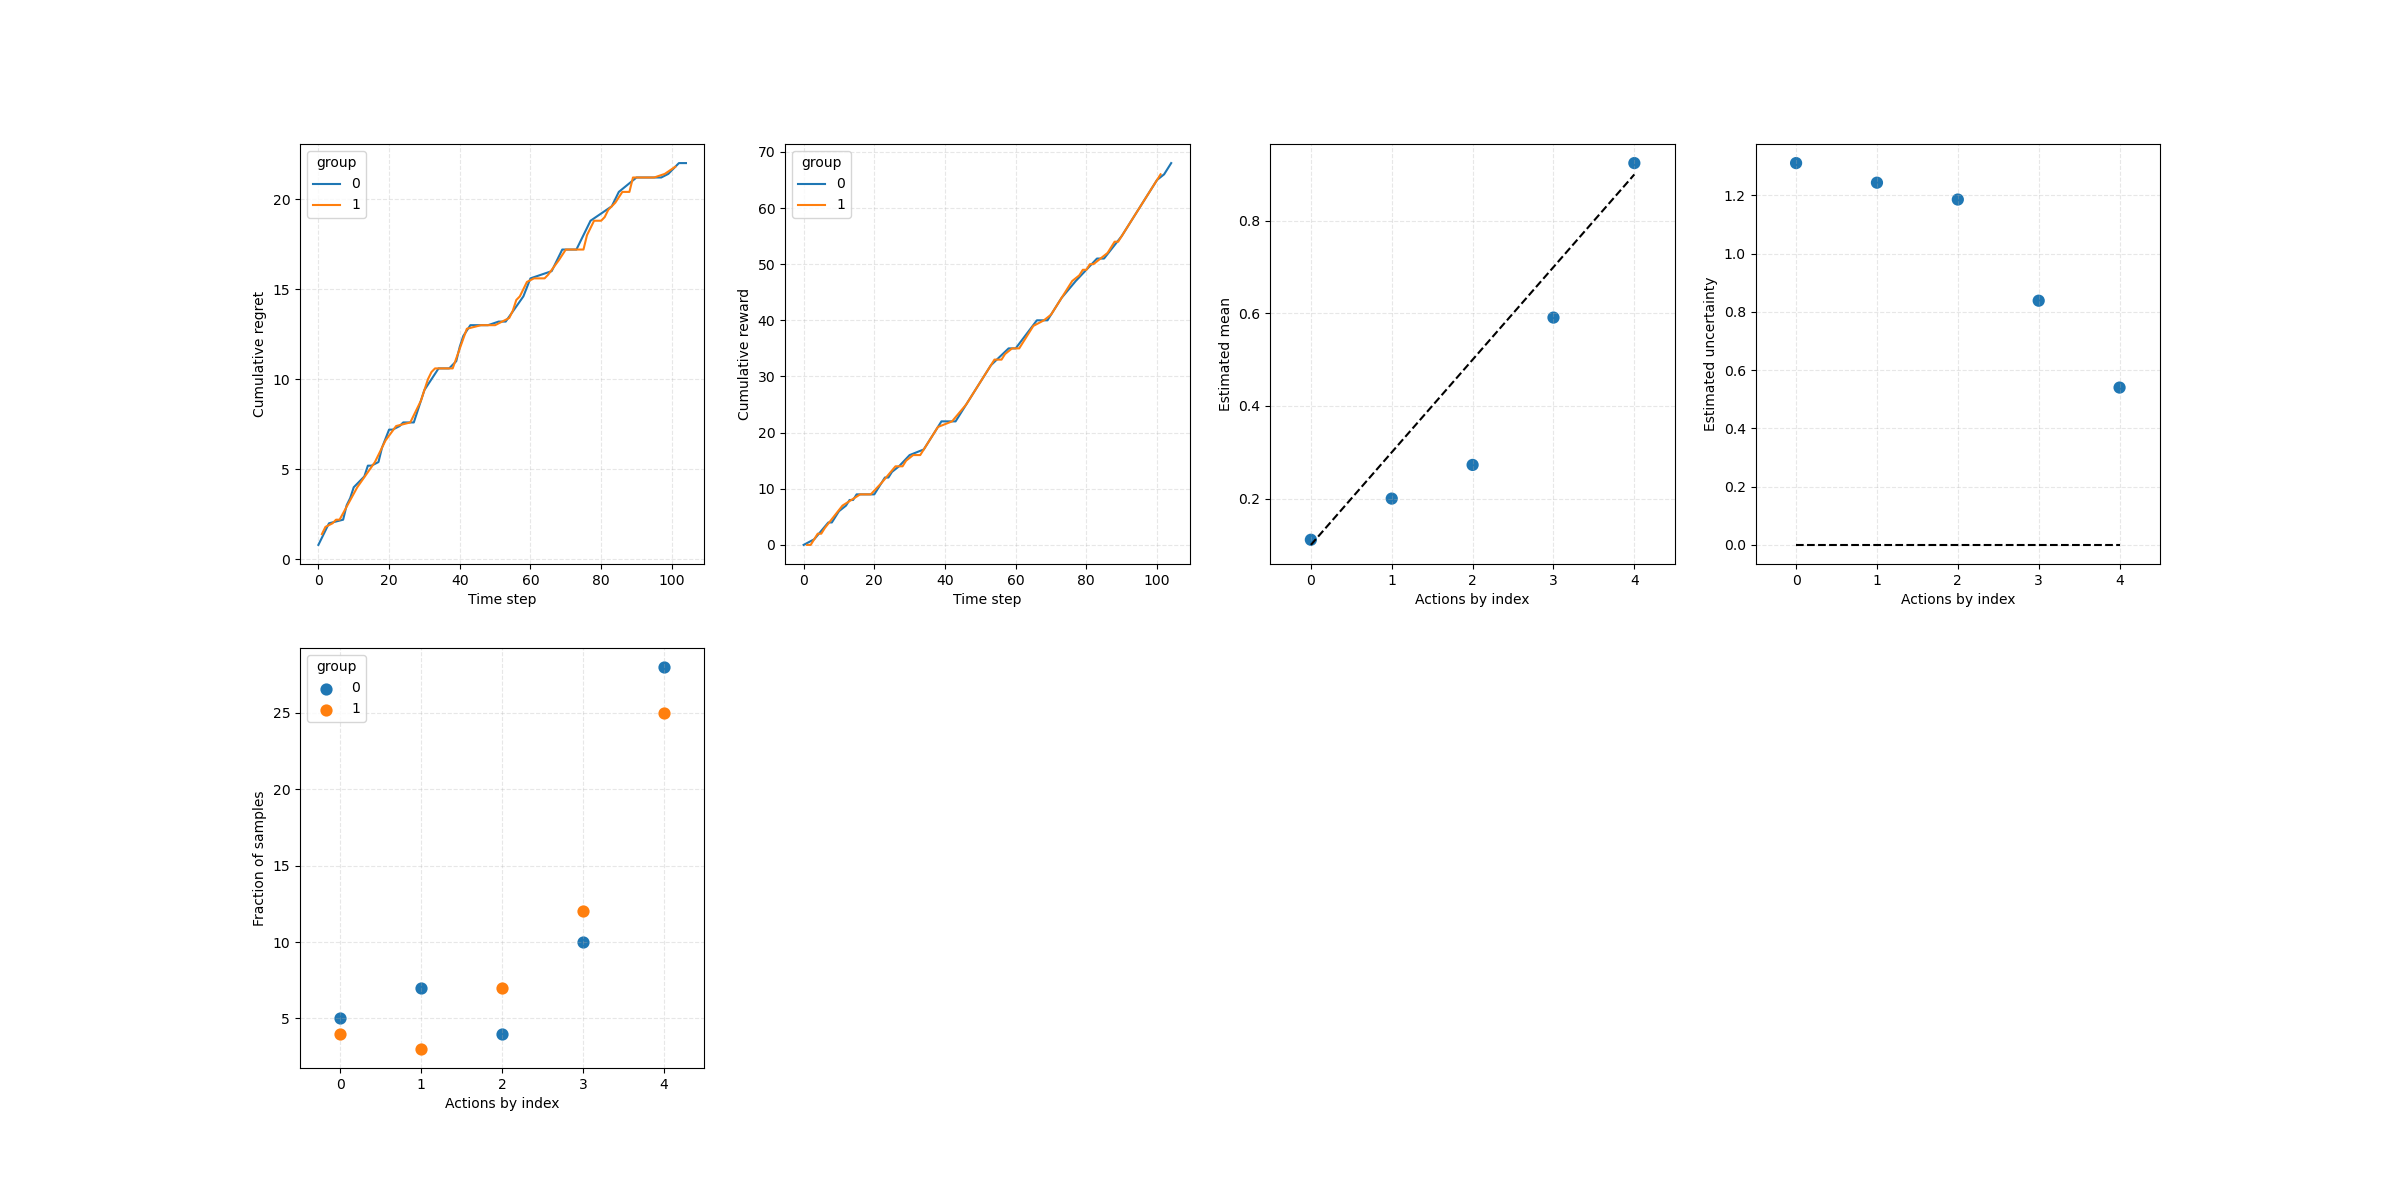 group
0
1
20
15
10
5
0
Cumulative regret
0 20 40 60 80 100
Time step
group
0
1
70
60
50
40
30
20
10
0
Cumulative reward
0 20 40 60 80 100
Time step
0.8
0.6
0.4
0.2
Estimated mean
0 1 2 3 4
Actions by index
1.2
1.0
0.8
0.6
0.4
0.2
0.0
Estimated uncertainty
0 1 2 3 4
Actions by index
group
0
1
25
20
15
10
5
Fraction of samples
0 1 2 3 4
Actions by index